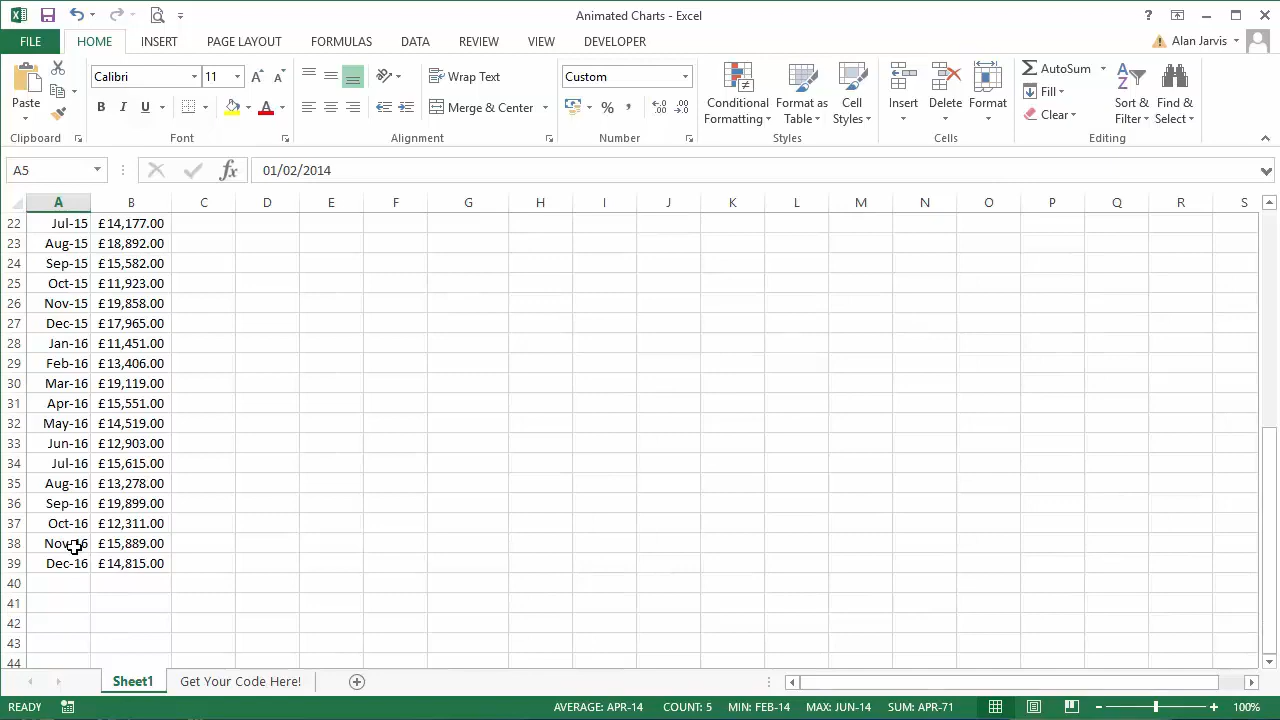 Animated Charts - Excel
FILE HOME INSERT PAGE LAYOUT FORMULAS DATA REVIEW VIEW DEVELOPER Alan Jarvis
Paste
Calibri 11
B I U A
Wrap Text
Merge & Center
Custom
% ,
Conditional Formatting
Format as Table
Cell Styles
Insert
Delete
Format
AutoSum
Fill
Clear
Sort & Filter
Find & Select
Clipboard Font Alignment Number Styles Cells Editing
A5 fx 01/02/2014
A B C D E F G H I J K L M N O P Q R S
22 Jul-15 £14,177.00
23 Aug-15 £18,892.00
24 Sep-15 £15,582.00
25 Oct-15 £11,923.00
26 Nov-15 £19,858.00
27 Dec-15 £17,965.00
28 Jan-16 £11,451.00
29 Feb-16 £13,406.00
30 Mar-16 £19,119.00
31 Apr-16 £15,551.00
32 May-16 £14,519.00
33 Jun-16 £12,903.00
34 Jul-16 £15,615.00
35 Aug-16 £13,278.00
36 Sep-16 £19,899.00
37 Oct-16 £12,311.00
38 Nov-16 £15,889.00
39 Dec-16 £14,815.00
40
41
42
43
44
Sheet1 Get Your Code Here!
READY AVERAGE: APR-14 COUNT: 5 MIN: FEB-14 MAX: JUN-14 SUM: APR-71 100%